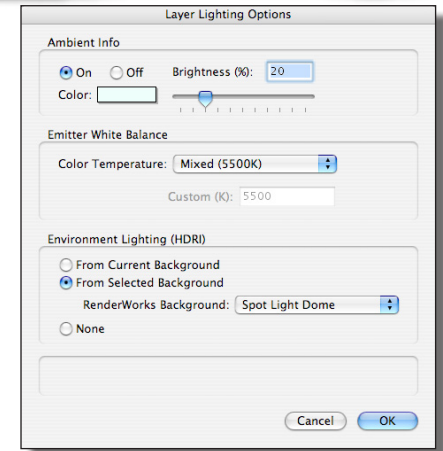 Layer Lighting Options
Ambient Info
On Off Brightness (%): 20
Color:
Emitter White Balance
Color Temperature: Mixed (5500K)
Custom (K): 5500
Environment Lighting (HDRI)
From Current Background
From Selected Background
RenderWorks Background: Spot Light Dome
None
Cancel OK